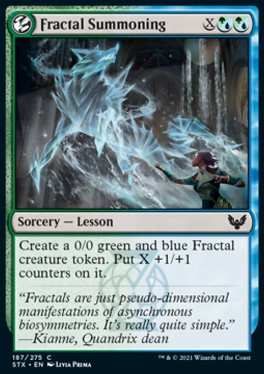 Fractal Summoning X
Sorcery — Lesson
Create a 0/0 green and blue Fractal
creature token. Put X +1/+1
counters on it.
"Fractals are just pseudo-dimensional
manifestations of asynchronous
biosymmetries. It's really quite simple."
—Kianne, Quandrix dean
187/275 C
STX • EN LIVIA PRIMA
™ & © 2021 Wizards of the Coast